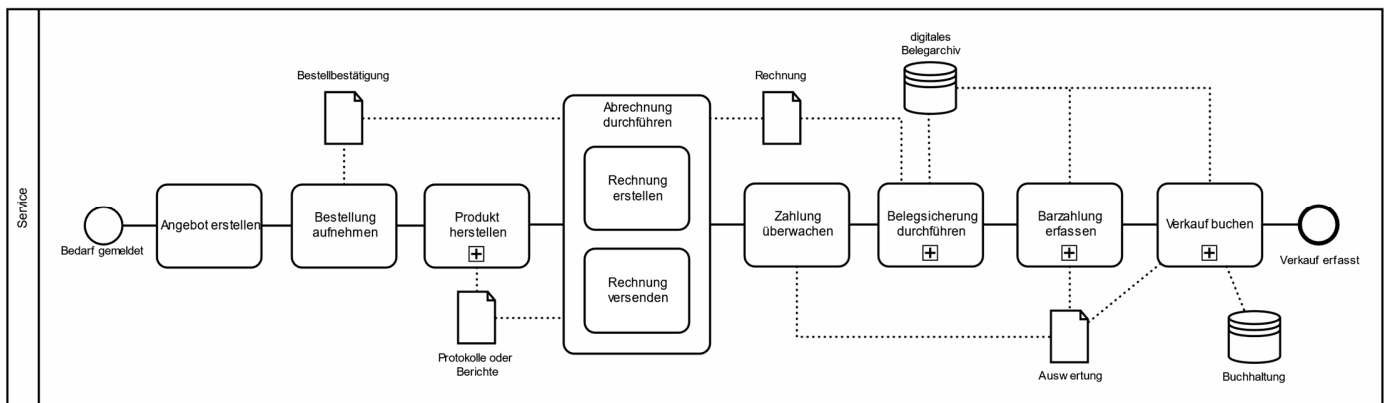 Service
Bedarf gemeldet
Angebot erstellen
Bestellung
aufnehmen
Bestellbestätigung
Produkt
herstellen
Protokolle oder
Berichte
Abrechnung
durchführen
Rechnung
erstellen
Rechnung
versenden
Rechnung
Zahlung
überwachen
Belegsicherung
durchführen
digitales
Belegarchiv
Barzahlung
erfassen
Auswertung
Verkauf buchen
Buchhaltung
Verkauf erfasst